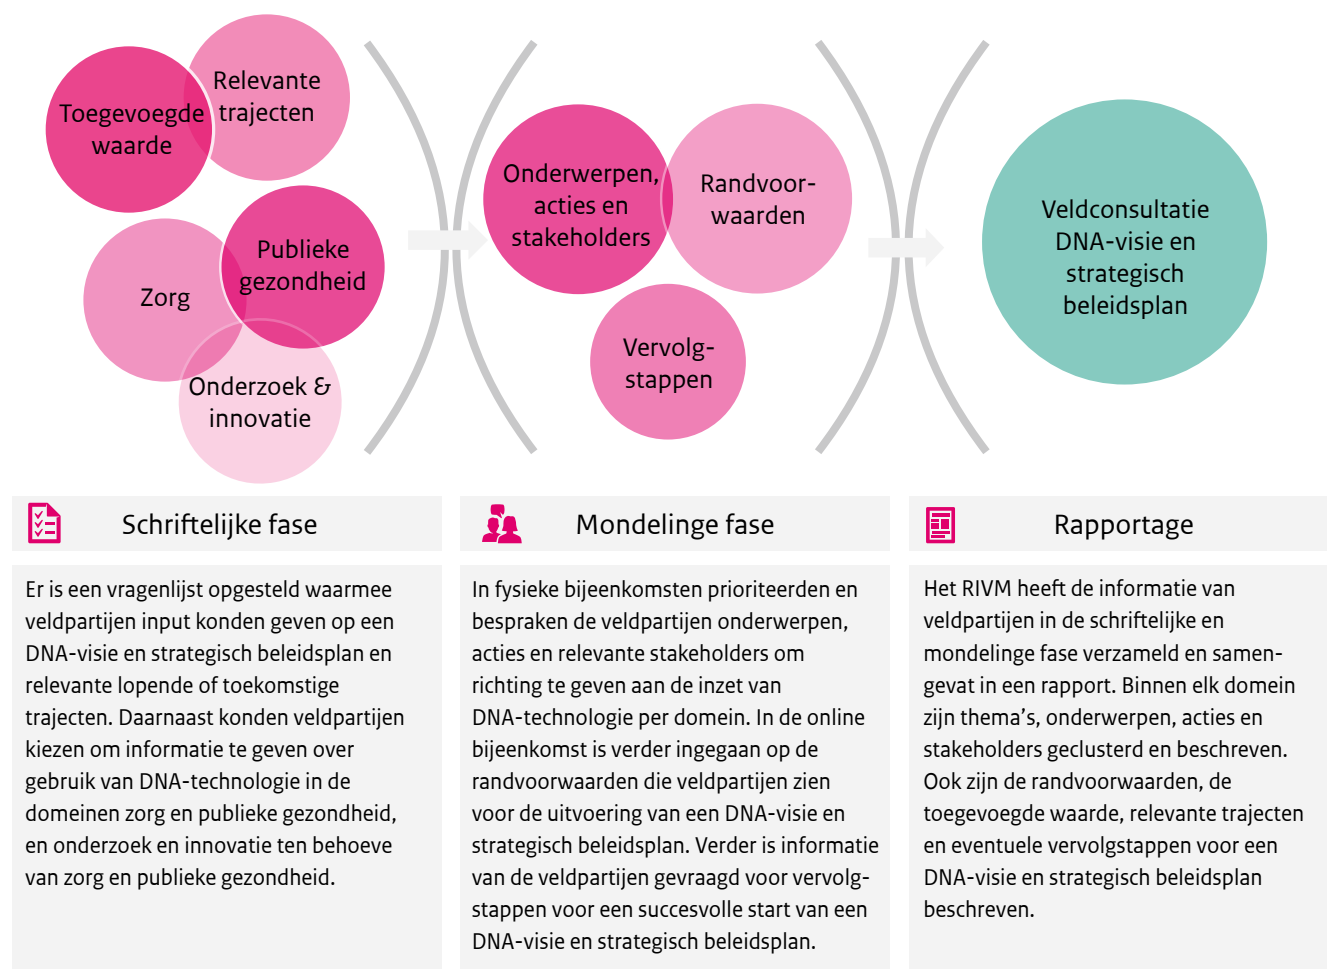 Relevante
trajecten
Toegevoegde
waarde
Publieke
gezondheid
Zorg
Onderzoek &
innovatie
Onderwerpen,
acties en
stakeholders
Randvoor-
waarden
Vervolg-
stappen
Veldconsultatie
DNA-visie en
strategisch
beleidsplan
Schriftelijke fase
Er is een vragenlijst opgesteld waarmee
veldpartijen input konden geven op een
DNA-visie en strategisch beleidsplan en
relevante lopende of toekomstige
trajecten. Daarnaast konden veldpartijen
kiezen om informatie te geven over
gebruik van DNA-technologie in de
domeinen zorg en publieke gezondheid,
en onderzoek en innovatie ten behoeve
van zorg en publieke gezondheid.
Mondelinge fase
In fysieke bijeenkomsten prioriteerden en
bespraken de veldpartijen onderwerpen,
acties en relevante stakeholders om
richting te geven aan de inzet van
DNA-technologie per domein. In de online
bijeenkomst is verder ingegaan op de
randvoorwaarden die veldpartijen zien
voor de uitvoering van een DNA-visie en
strategisch beleidsplan. Verder is informatie
van de veldpartijen gevraagd voor vervolg-
stappen voor een succesvolle start van een
DNA-visie en strategisch beleidsplan.
Rapportage
Het RIVM heeft de informatie van
veldpartijen in de schriftelijke en
mondelinge fase verzameld en samen-
gevat in een rapport. Binnen elk domein
zijn thema’s, onderwerpen, acties en
stakeholders geclusterd en beschreven.
Ook zijn de randvoorwaarden, de
toegevoegde waarde, relevante trajecten
en eventuele vervolgstappen voor een
DNA-visie en strategisch beleidsplan
beschreven.